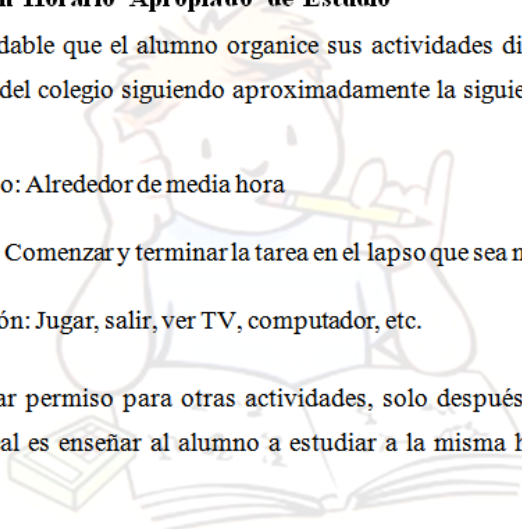 n Horario Apropiado de Estudio
dable que el alumno organice sus actividades di
del colegio siguiendo aproximadamente la siguie
o: Alrededor de media hora
Comenzar y terminar la tarea en el lapso que sea n
ón: Jugar, salir, ver TV, computador, etc.
ar permiso para otras actividades, solo después
al es enseñar al alumno a estudiar a la misma h